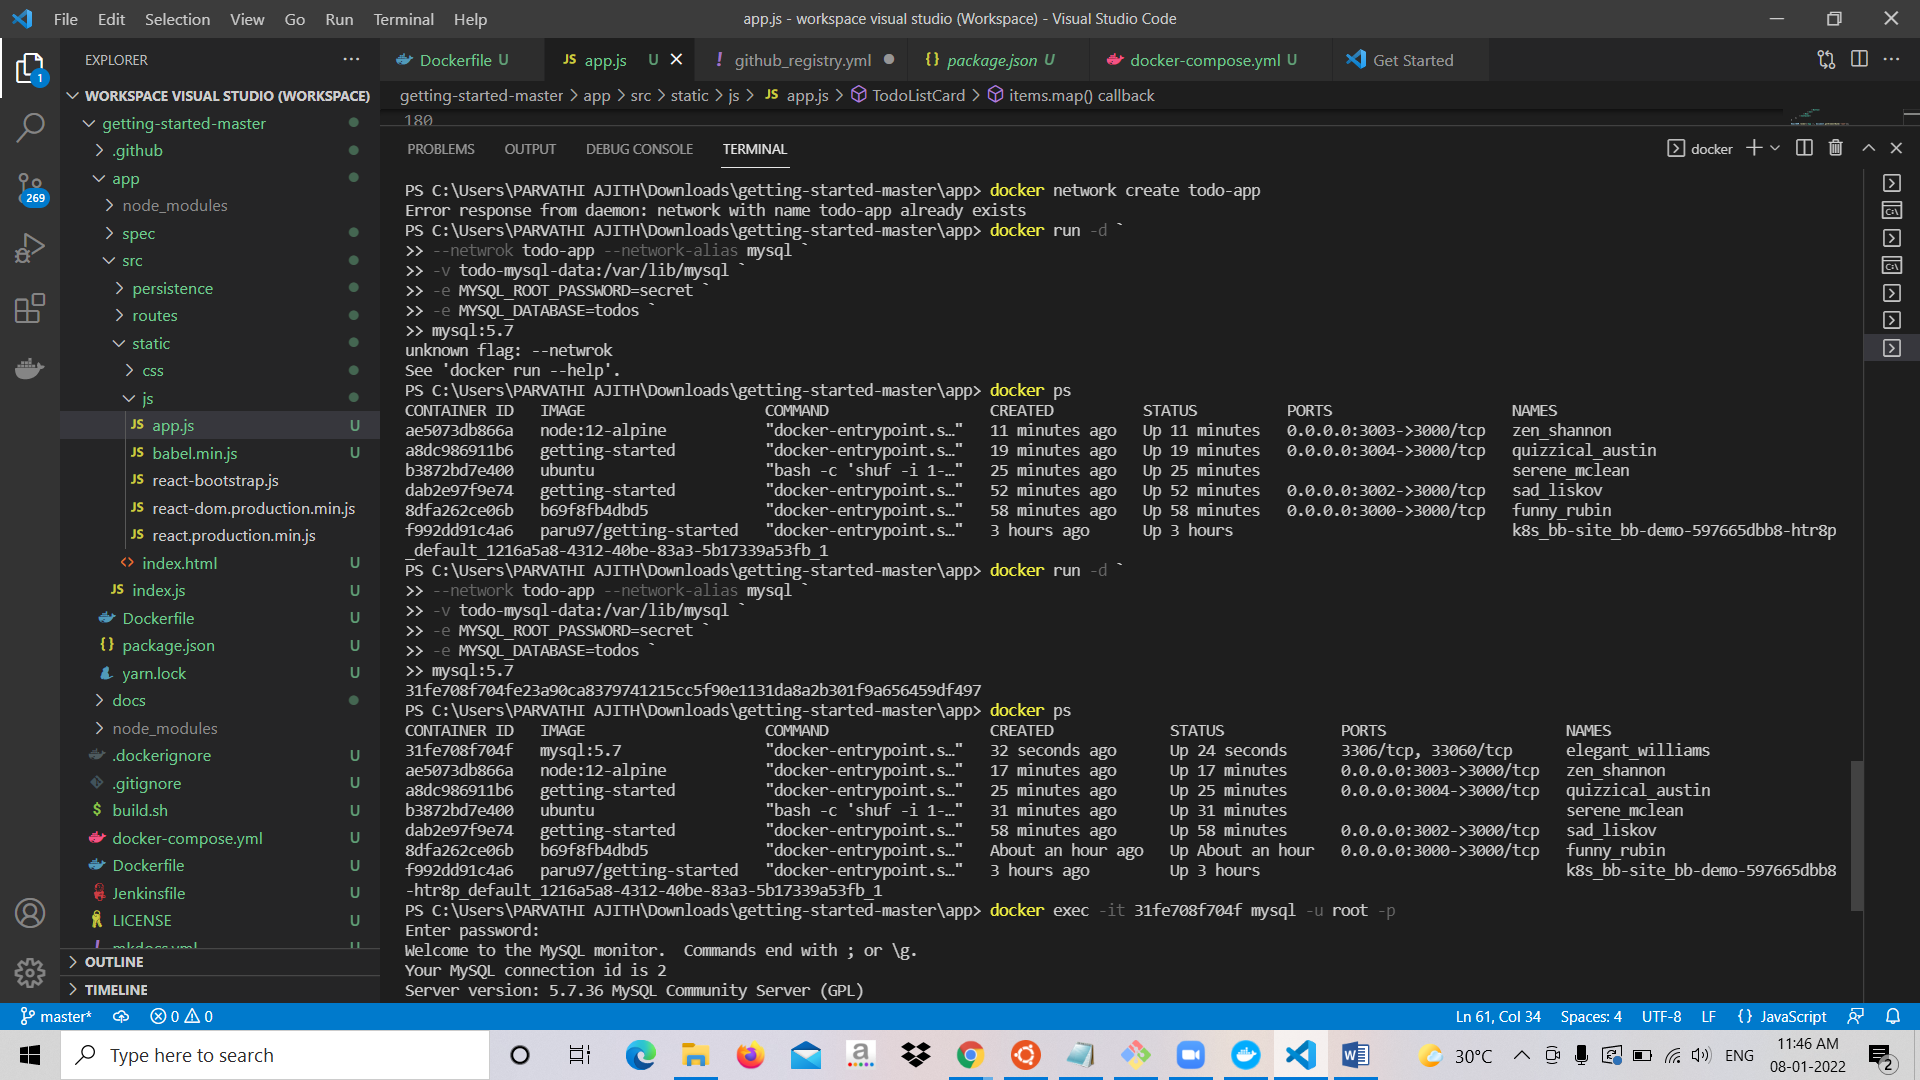 File Edit Selection View Go Run Terminal Help
app.js - workspace visual studio (Workspace) - Visual Studio Code
EXPLORER
Dockerfile U
JS app.js U
! github_registry.yml
{} package.json U
docker-compose.yml U
Get Started
getting-started-master > app > src > static > js > JS app.js > TodoListCard > items.map() callback
180
1
269
WORKSPACE VISUAL STUDIO (WORKSPACE)
getting-started-master
.github
app
node_modules
spec
src
persistence
routes
static
css
js
JS app.js U
JS babel.min.js U
JS react-bootstrap.js
JS react-dom.production.min.js
JS react.production.min.js
<> index.html U
JS index.js U
Dockerfile U
{} package.json U
yarn.lock U
docs
node_modules
.dockerignore U
.gitignore U
$ build.sh U
docker-compose.yml U
Dockerfile U
Jenkinsfile U
LICENSE U
! mkdocs.yml U
OUTLINE
TIMELINE
PROBLEMS OUTPUT DEBUG CONSOLE TERMINAL
docker
PS C:\Users\PARVATHI AJITH\Downloads\getting-started-master\app> docker network create todo-app
Error response from daemon: network with name todo-app already exists
PS C:\Users\PARVATHI AJITH\Downloads\getting-started-master\app> docker run -d `
>> --netwrok todo-app --network-alias mysql `
>> -v todo-mysql-data:/var/lib/mysql `
>> -e MYSQL_ROOT_PASSWORD=secret `
>> -e MYSQL_DATABASE=todos `
>> mysql:5.7
unknown flag: --netwrok
See 'docker run --help'.
PS C:\Users\PARVATHI AJITH\Downloads\getting-started-master\app> docker ps
CONTAINER ID IMAGE COMMAND CREATED STATUS PORTS NAMES
ae5073db866a node:12-alpine "docker-entrypoint.s…" 11 minutes ago Up 11 minutes 0.0.0.0:3003->3000/tcp zen_shannon
a8dc986911b6 getting-started "docker-entrypoint.s…" 19 minutes ago Up 19 minutes 0.0.0.0:3004->3000/tcp quizzical_austin
b3872bd7e400 ubuntu "bash -c 'shuf -i 1-…" 25 minutes ago Up 25 minutes serene_mclean
dab2e97f9e74 getting-started "docker-entrypoint.s…" 52 minutes ago Up 52 minutes 0.0.0.0:3002->3000/tcp sad_liskov
8dfa262ce06b b69f8fb4dbd5 "docker-entrypoint.s…" 58 minutes ago Up 58 minutes 0.0.0.0:3000->3000/tcp funny_rubin
f992dd91c4a6 paru97/getting-started "docker-entrypoint.s…" 3 hours ago Up 3 hours k8s_bb-site_bb-demo-597665dbb8-htr8p
_default_1216a5a8-4312-40be-83a3-5b17339a53fb_1
PS C:\Users\PARVATHI AJITH\Downloads\getting-started-master\app> docker run -d `
>> --network todo-app --network-alias mysql `
>> -v todo-mysql-data:/var/lib/mysql `
>> -e MYSQL_ROOT_PASSWORD=secret `
>> -e MYSQL_DATABASE=todos `
>> mysql:5.7
31fe708f704fe23a90ca8379741215cc5f90e1131da8a2b301f9a656459df497
PS C:\Users\PARVATHI AJITH\Downloads\getting-started-master\app> docker ps
CONTAINER ID IMAGE COMMAND CREATED STATUS PORTS NAMES
31fe708f704f mysql:5.7 "docker-entrypoint.s…" 32 seconds ago Up 24 seconds 3306/tcp, 33060/tcp elegant_williams
ae5073db866a node:12-alpine "docker-entrypoint.s…" 17 minutes ago Up 17 minutes 0.0.0.0:3003->3000/tcp zen_shannon
a8dc986911b6 getting-started "docker-entrypoint.s…" 25 minutes ago Up 25 minutes 0.0.0.0:3004->3000/tcp quizzical_austin
b3872bd7e400 ubuntu "bash -c 'shuf -i 1-…" 31 minutes ago Up 31 minutes serene_mclean
dab2e97f9e74 getting-started "docker-entrypoint.s…" 58 minutes ago Up 58 minutes 0.0.0.0:3002->3000/tcp sad_liskov
8dfa262ce06b b69f8fb4dbd5 "docker-entrypoint.s…" About an hour ago Up About an hour 0.0.0.0:3000->3000/tcp funny_rubin
f992dd91c4a6 paru97/getting-started "docker-entrypoint.s…" 3 hours ago Up 3 hours k8s_bb-site_bb-demo-597665dbb8
-htr8p_default_1216a5a8-4312-40be-83a3-5b17339a53fb_1
PS C:\Users\PARVATHI AJITH\Downloads\getting-started-master\app> docker exec -it 31fe708f704f mysql -u root -p
Enter password:
Welcome to the MySQL monitor.  Commands end with ; or \g.
Your MySQL connection id is 2
Server version: 5.7.36 MySQL Community Server (GPL)
master* 0 0 Ln 61, Col 34 Spaces: 4 UTF-8 LF {} JavaScript
Type here to search
30°C
ENG
11:46 AM
08-01-2022
2